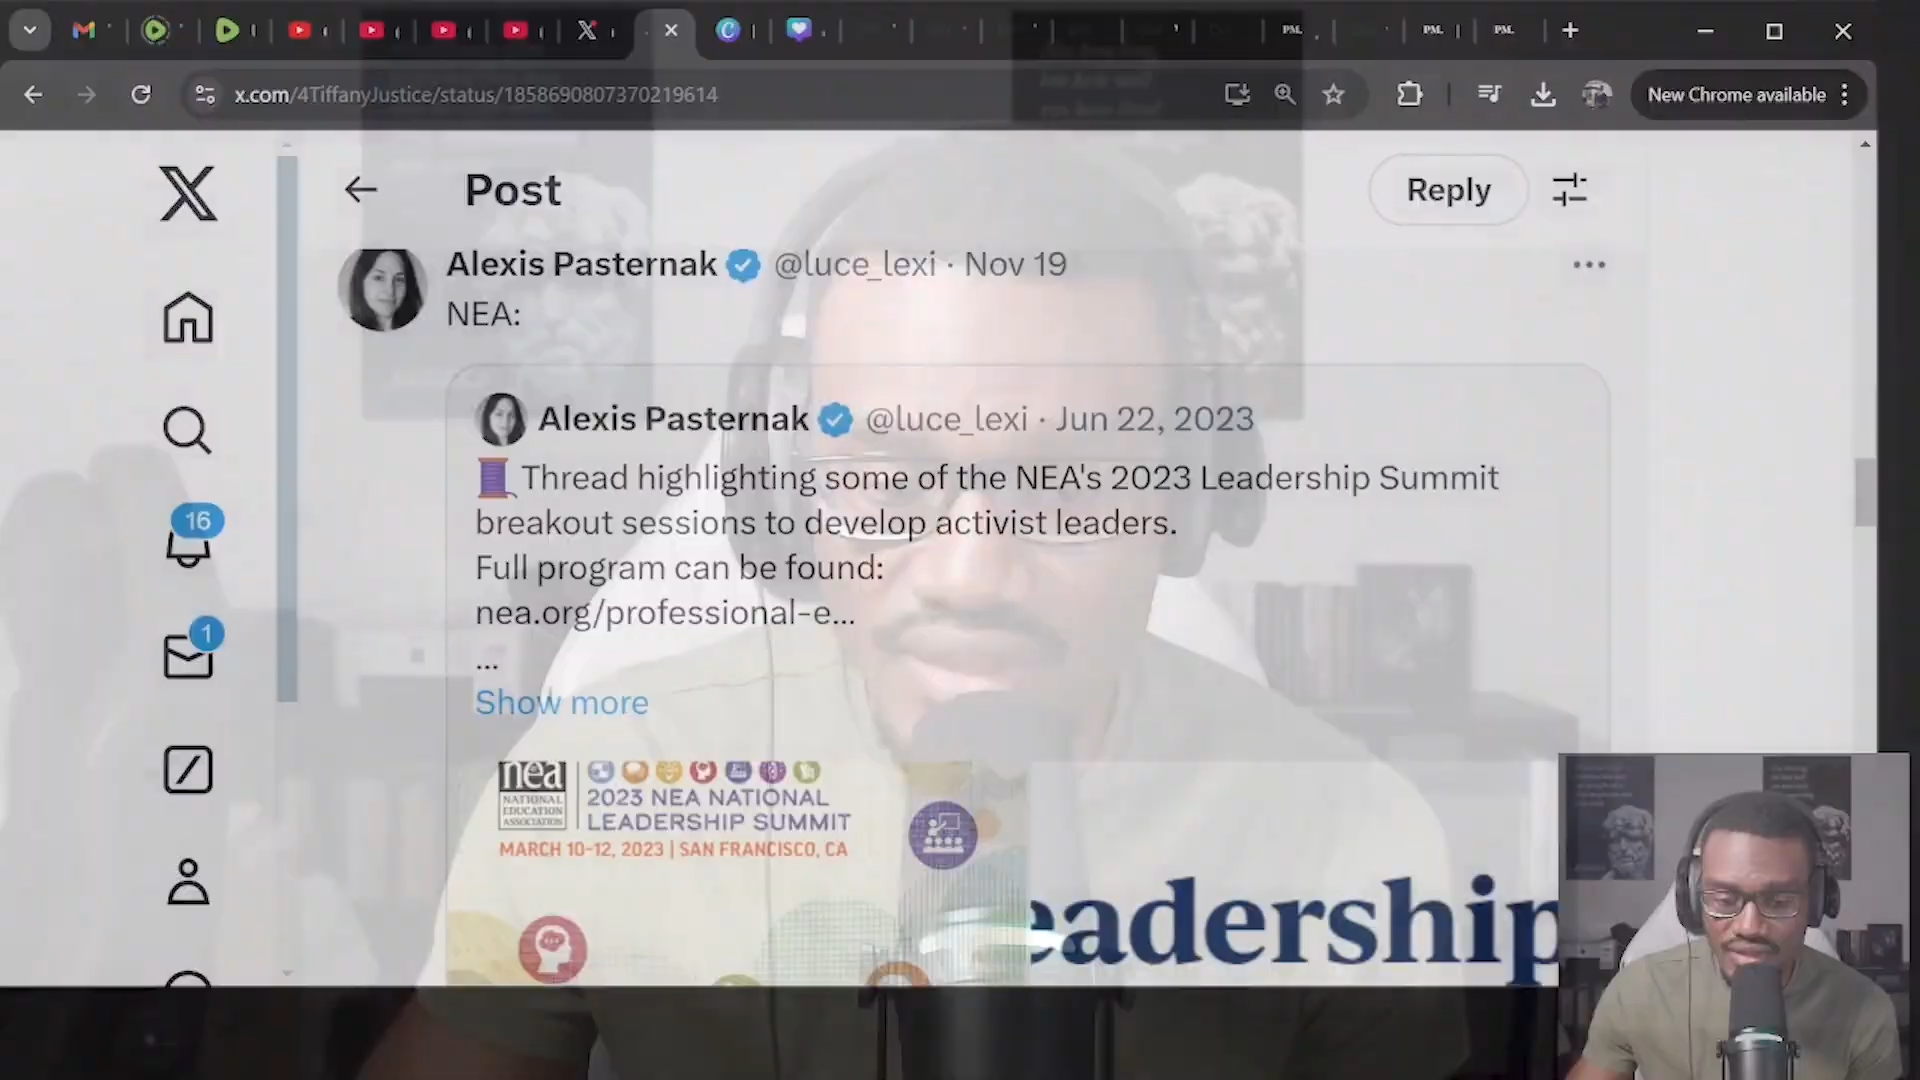 PM.
PM.
PM.
x.com/4TiffanyJustice/status/1858690807370219614
New Chrome available
Post
Reply
Alexis Pasternak @luce_lexi · Nov 19
NEA:
Alexis Pasternak @luce_lexi · Jun 22, 2023
Thread highlighting some of the NEA's 2023 Leadership Summit
breakout sessions to develop activist leaders.
Full program can be found:
nea.org/professional-e...
...
Show more
16
1
nea
NATIONAL
EDUCATION
ASSOCIATION
2023 NEA NATIONAL
LEADERSHIP SUMMIT
MARCH 10-12, 2023 | SAN FRANCISCO, CA
eadership